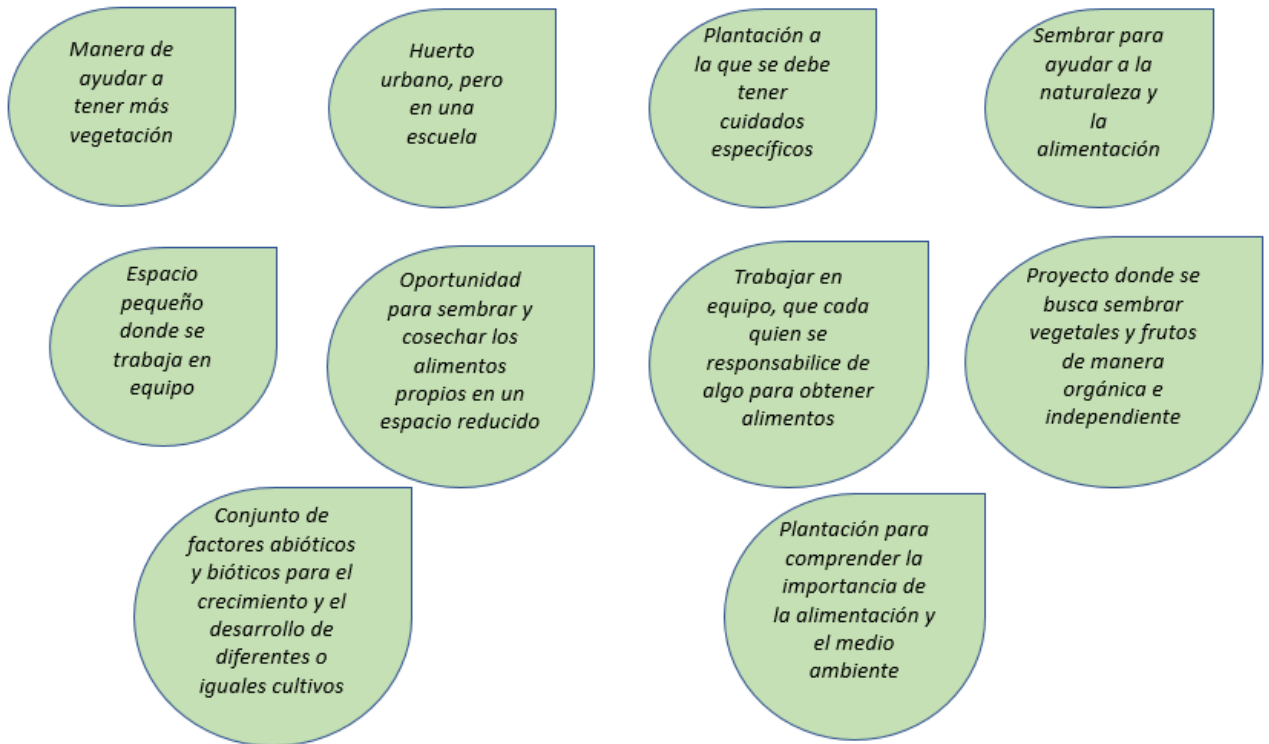 Manera de
ayudar a
tener más
vegetación
Huerto
urbano, pero
en una
escuela
Plantación a
la que se debe
tener
cuidados
específicos
Sembrar para
ayudar a la
naturaleza y
la
alimentación
Espacio
pequeño
donde se
trabaja en
equipo
Oportunidad
para sembrar y
cosechar los
alimentos
propios en un
espacio reducido
Trabajar en
equipo, que cada
quien se
responsabilice de
algo para obtener
alimentos
Proyecto donde se
busca sembrar
vegetales y frutos
de manera
orgánica e
independiente
Conjunto de
factores abióticos
y bióticos para el
crecimiento y el
desarrollo de
diferentes o
iguales cultivos
Plantación para
comprender la
importancia de
la alimentación y
el medio
ambiente